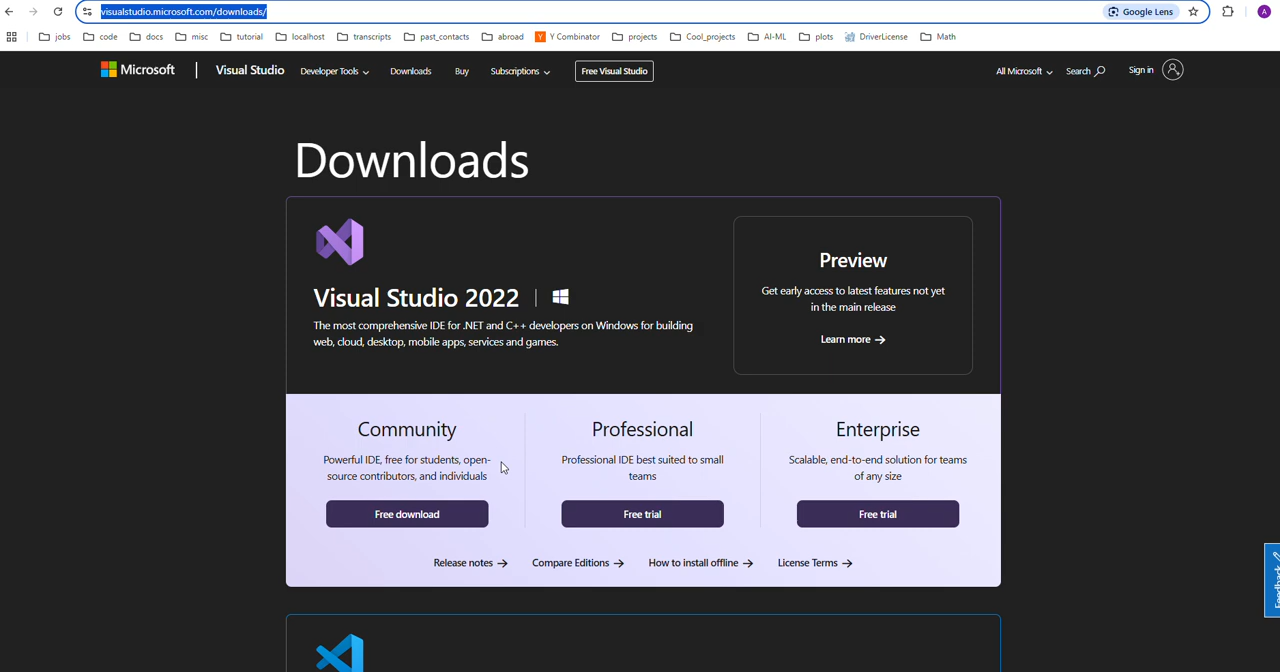 visualstudio.microsoft.com/downloads/
Google Lens
A
jobs code docs misc tutorial localhost transcripts past_contacts abroad Y Y Combinator projects Cool_projects AI-ML plots DriverLicense Math
Microsoft Visual Studio Developer Tools Downloads Buy Subscriptions Free Visual Studio All Microsoft Search Sign in
Downloads
Visual Studio 2022
The most comprehensive IDE for .NET and C++ developers on Windows for building
web, cloud, desktop, mobile apps, services and games.
Preview
Get early access to latest features not yet
in the main release
Learn more
Community
Powerful IDE, free for students, open-
source contributors, and individuals
Free download
Professional
Professional IDE best suited to small
teams
Free trial
Enterprise
Scalable, end-to-end solution for teams
of any size
Free trial
Release notes Compare Editions How to install offline License Terms
Feedback